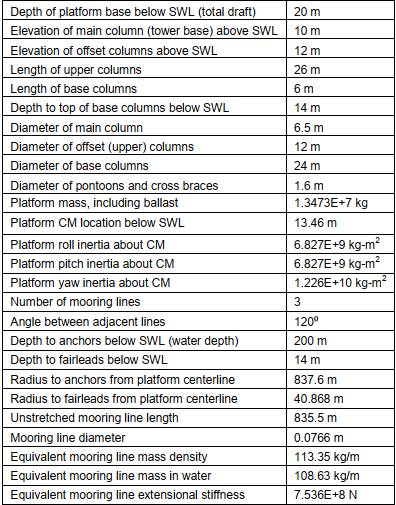 Depth of platform base below SWL (total draft) 20 m
Elevation of main column (tower base) above SWL 10 m
Elevation of offset columns above SWL 12 m
Length of upper columns 26 m
Length of base columns 6 m
Depth to top of base columns below SWL 14 m
Diameter of main column 6.5 m
Diameter of offset (upper) columns 12 m
Diameter of base columns 24 m
Diameter of pontoons and cross braces 1.6 m
Platform mass, including ballast 1.3473E+7 kg
Platform CM location below SWL 13.46 m
Platform roll inertia about CM 6.827E+9 kg-m²
Platform pitch inertia about CM 6.827E+9 kg-m²
Platform yaw inertia about CM 1.226E+10 kg-m²
Number of mooring lines 3
Angle between adjacent lines 120⁰
Depth to anchors below SWL (water depth) 200 m
Depth to fairleads below SWL 14 m
Radius to anchors from platform centerline 837.6 m
Radius to fairleads from platform centerline 40.868 m
Unstretched mooring line length 835.5 m
Mooring line diameter 0.0766 m
Equivalent mooring line mass density 113.35 kg/m
Equivalent mooring line mass in water 108.63 kg/m
Equivalent mooring line extensional stiffness 7.536E+8 N